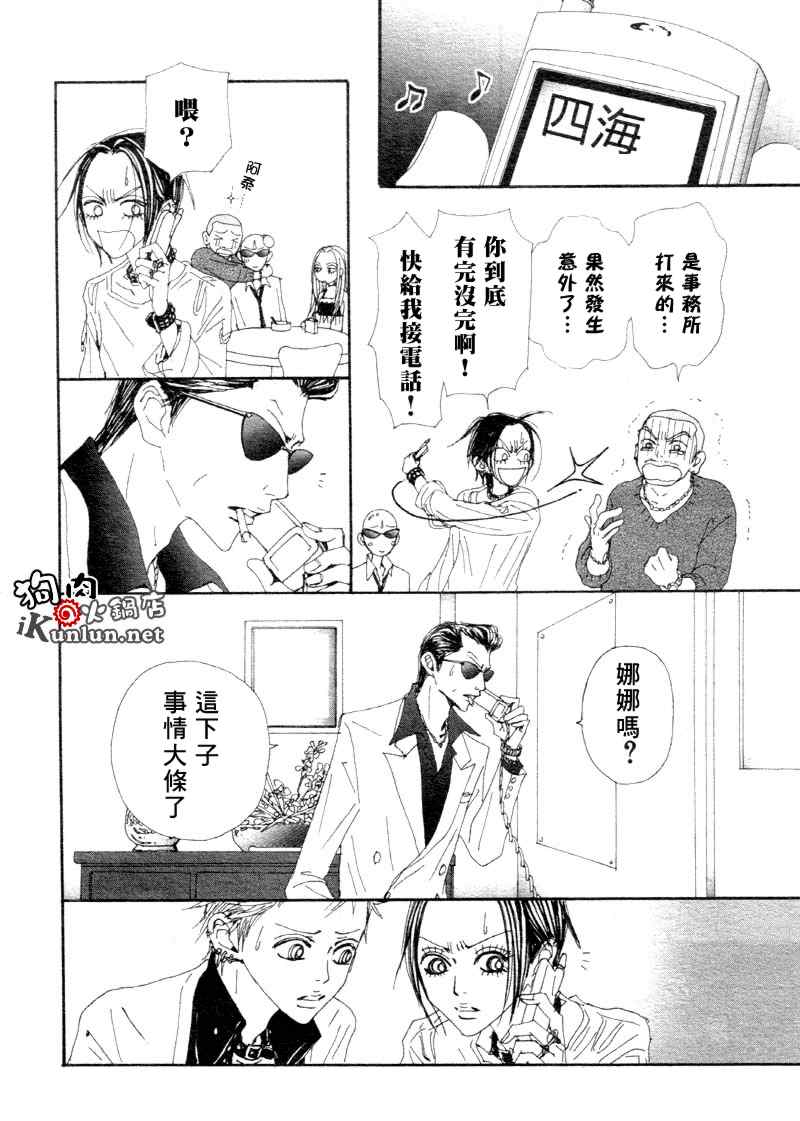 四海
是事務所
打來的…
果然發生
意外了…
你到底
有完沒完啊！
快給我接電話！
喂？
阿泰
娜娜嗎？
這下子
事情大條了
狗肉
火鍋店
iKunlun.net